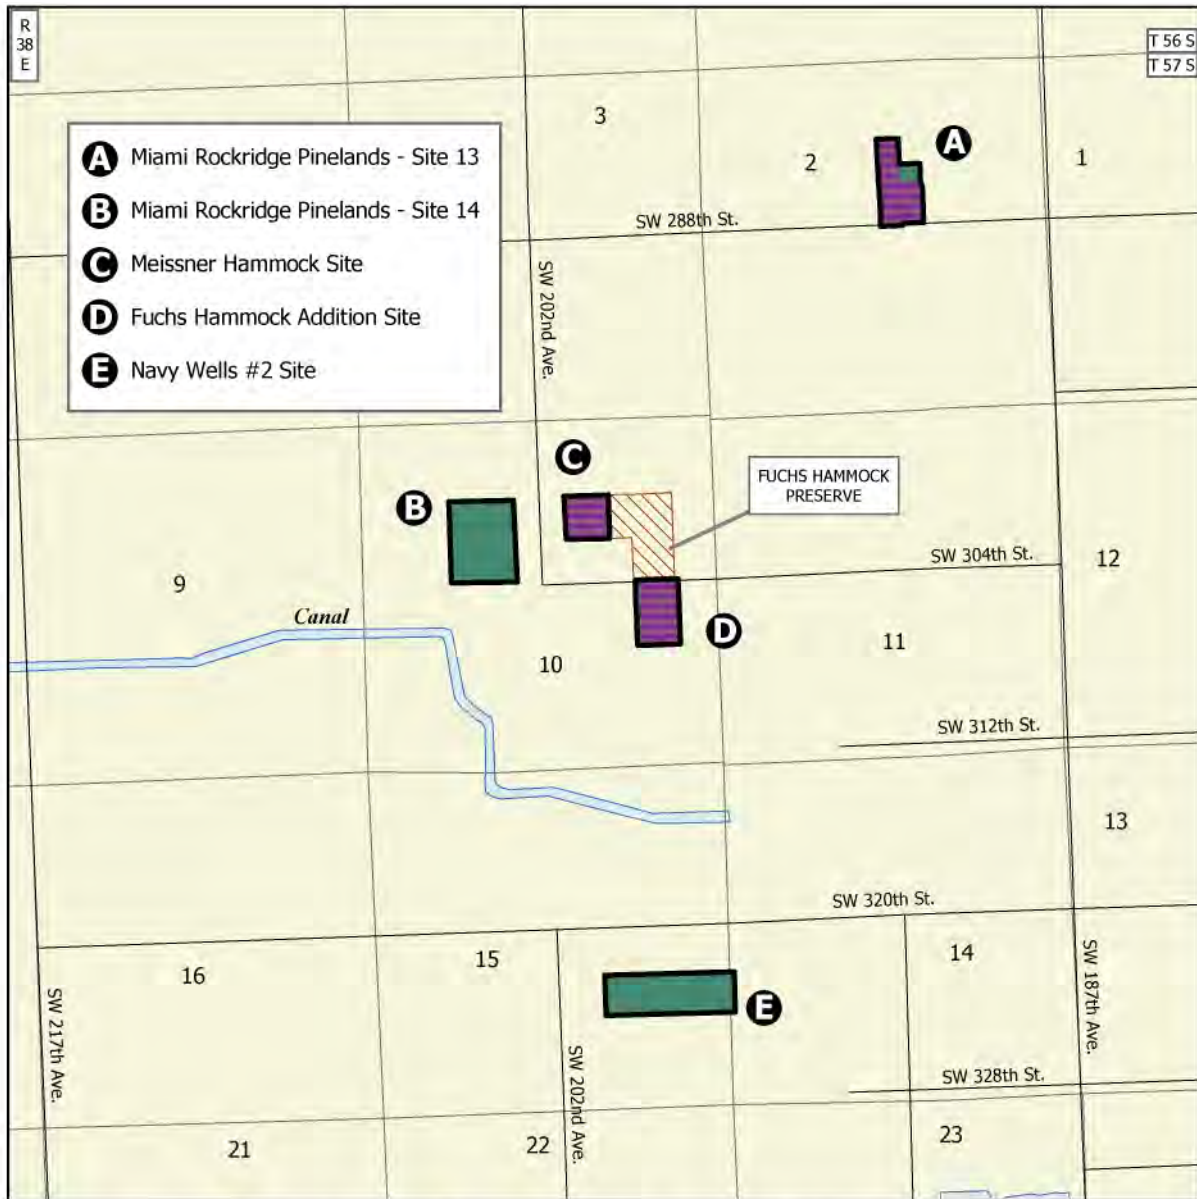 R
38
E
T 56 S
T 57 S
3
2
A
1
A Miami Rockridge Pinelands - Site 13
B Miami Rockridge Pinelands - Site 14
C Meissner Hammock Site
D Fuchs Hammock Addition Site
E Navy Wells #2 Site
SW 288th St.
SW 202nd Ave.
C
B
FUCHS HAMMOCK
PRESERVE
SW 304th St.
12
9
Canal
D
10
11
SW 312th St.
13
SW 320th St.
16
15
14
E
SW 217th Ave.
SW 202nd Ave.
SW 187th Ave.
SW 328th St.
21
22
23